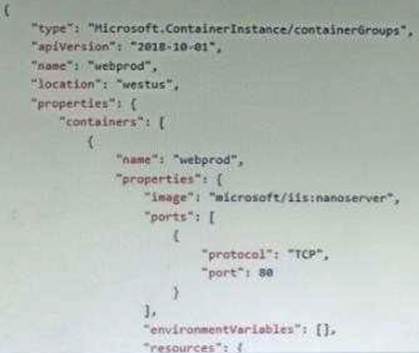 {
"type": "Microsoft.ContainerInstance/containerGroups",
"apiVersion": "2018-10-01",
"name": "webprod",
"location": "westus",
"properties": {
"containers": [
{
"name": "webprod",
"properties": {
"image": "microsoft/iis:nanoserver",
"ports": [
{
"protocol": "TCP",
"port": 80
}
],
"environmentVariables": [],
"resources": {